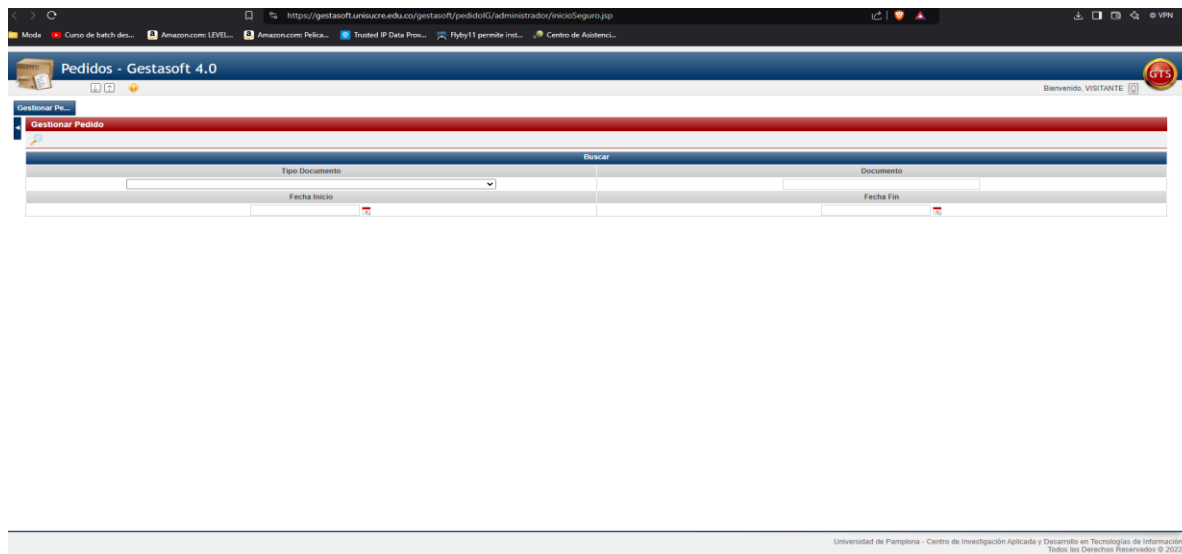 https://gestasoft.unisucre.edu.co/gestasoft/pedidoIG/administrador/inicioSeguro.jsp VPN
Moda Curso de batch des... Amazon.com: LEVEL... Amazon.com: Pelica... Trusted IP Data Prov... Flyby11 permite inst... Centro de Asistenci...
Pedidos - Gestasoft 4.0
GTS
Bienvenido, VISITANTE
Gestionar Pe...
Gestionar Pedido
Buscar
Tipo Documento Documento
Fecha Inicio Fecha Fin
Universidad de Pamplona - Centro de Investigación Aplicada y Desarrollo en Tecnologías de Información
Todos los Derechos Reservados © 2022